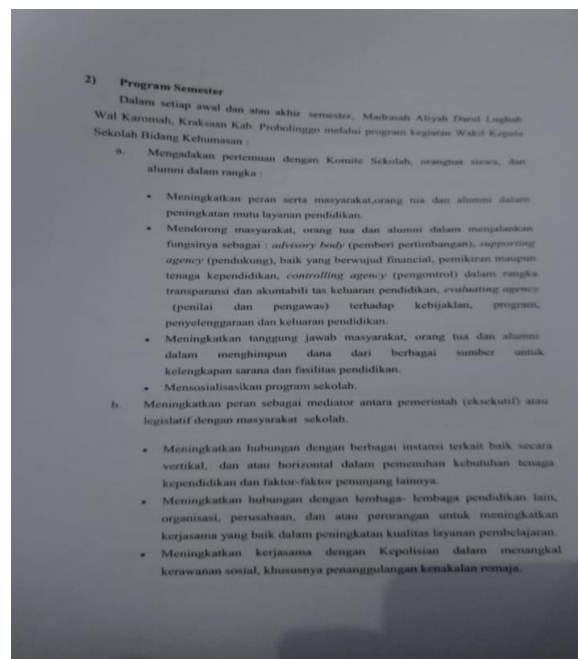 2) Program Semester
Dalam setiap awal dan atau akhir semester, Madrasah Aliyah Darul Lughah
Wal Karomah, Kraksaan Kab. Probolinggo melalui program kegiatan Wakil Kepala
Sekolah Bidang Kehumasan :
a. Mengadakan pertemuan dengan Komite Sekolah, orangtua siswa, dan
alumni dalam rangka :
• Meningkatkan peran serta masyarakat,orang tua dan alumni dalam
peningkatan mutu layanan pendidikan.
• Mendorong masyarakat, orang tua dan alumni dalam menjalankan
fungsinya sebagai : advisory body (pemberi pertimbangan), supporting
agency (pendukung), baik yang berwujud financial, pemikiran maupun
tenaga kependidikan, controlling agency (pengontrol) dalam rangka
transparansi dan akuntabili tas keluaran pendidikan, evaluating agency
(penilai dan pengawas) terhadap kebijaklan, program,
penyelenggaraan dan keluaran pendidikan.
• Meningkatkan tanggung jawab masyarakat, orang tua dan alumni
dalam menghimpun dana dari berbagai sumber untuk
kelengkapan sarana dan fasilitas pendidikan.
• Mensosialisasikan program sekolah.
b. Meningkatkan peran sebagai mediator antara pemerintah (eksekutif) atau
legislatif dengan masyarakat sekolah.
• Meningkatkan hubungan dengan berbagai instansi terkait baik secara
vertikal, dan atau horizontal dalam pemenuhan kebutuhan tenaga
kependidikan dan faktor-faktor penunjang lainnya.
• Meningkatkan hubungan dengan lembaga- lembaga pendidikan lain,
organisasi, perusahaan, dan atau perorangan untuk meningkatkan
kerjasama yang baik dalam peningkatan kualitas layanan pembelajaran.
• Meningkatkan kerjasama dengan Kepolisian dalam menangkal
kerawanan sosial, khususnya penanggulangan kenakalan remaja.